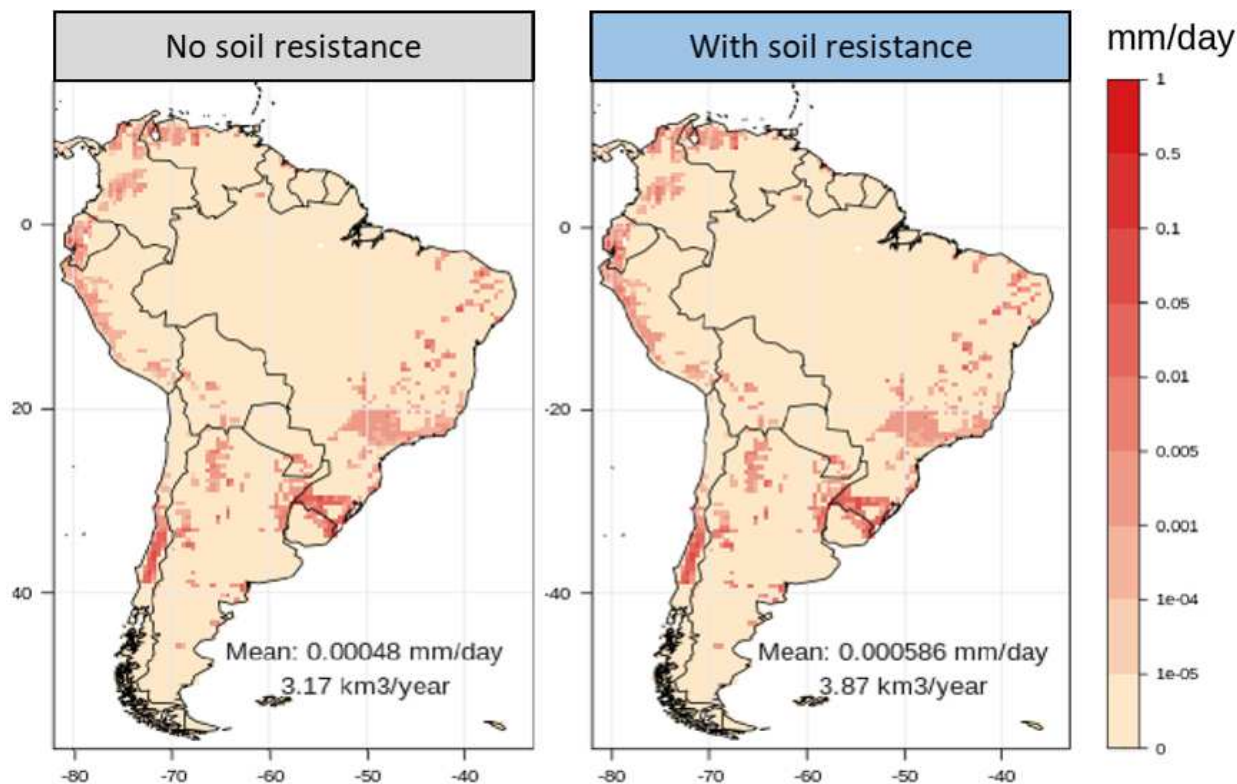 No soil resistance
With soil resistance
mm/day
1
0.5
0.1
0.05
0.01
0.005
0.001
1e-04
1e-05
0
0
20
40
Mean: 0.00048 mm/day
3.17 km3/year
-80
-70
-60
-50
-40
0
-20
-40
Mean: 0.000586 mm/day
3.87 km3/year
-80
-70
-60
-50
-40